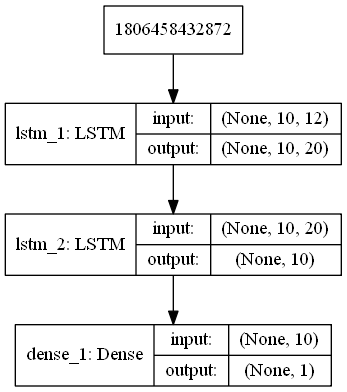 1806458432872
lstm_1: LSTM
input: (None, 10, 12)
output: (None, 10, 20)
lstm_2: LSTM
input: (None, 10, 20)
output: (None, 10)
dense_1: Dense
input: (None, 10)
output: (None, 1)